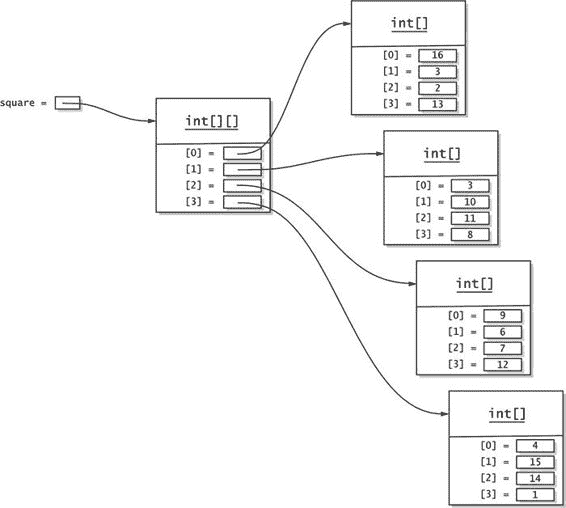 int[]
[0] = 16
[1] = 3
[2] = 2
[3] = 13
square =
int[][]
[0] =
[1] =
[2] =
[3] =
int[]
[0] = 3
[1] = 10
[2] = 11
[3] = 8
int[]
[0] = 9
[1] = 6
[2] = 7
[3] = 12
int[]
[0] = 4
[1] = 15
[2] = 14
[3] = 1